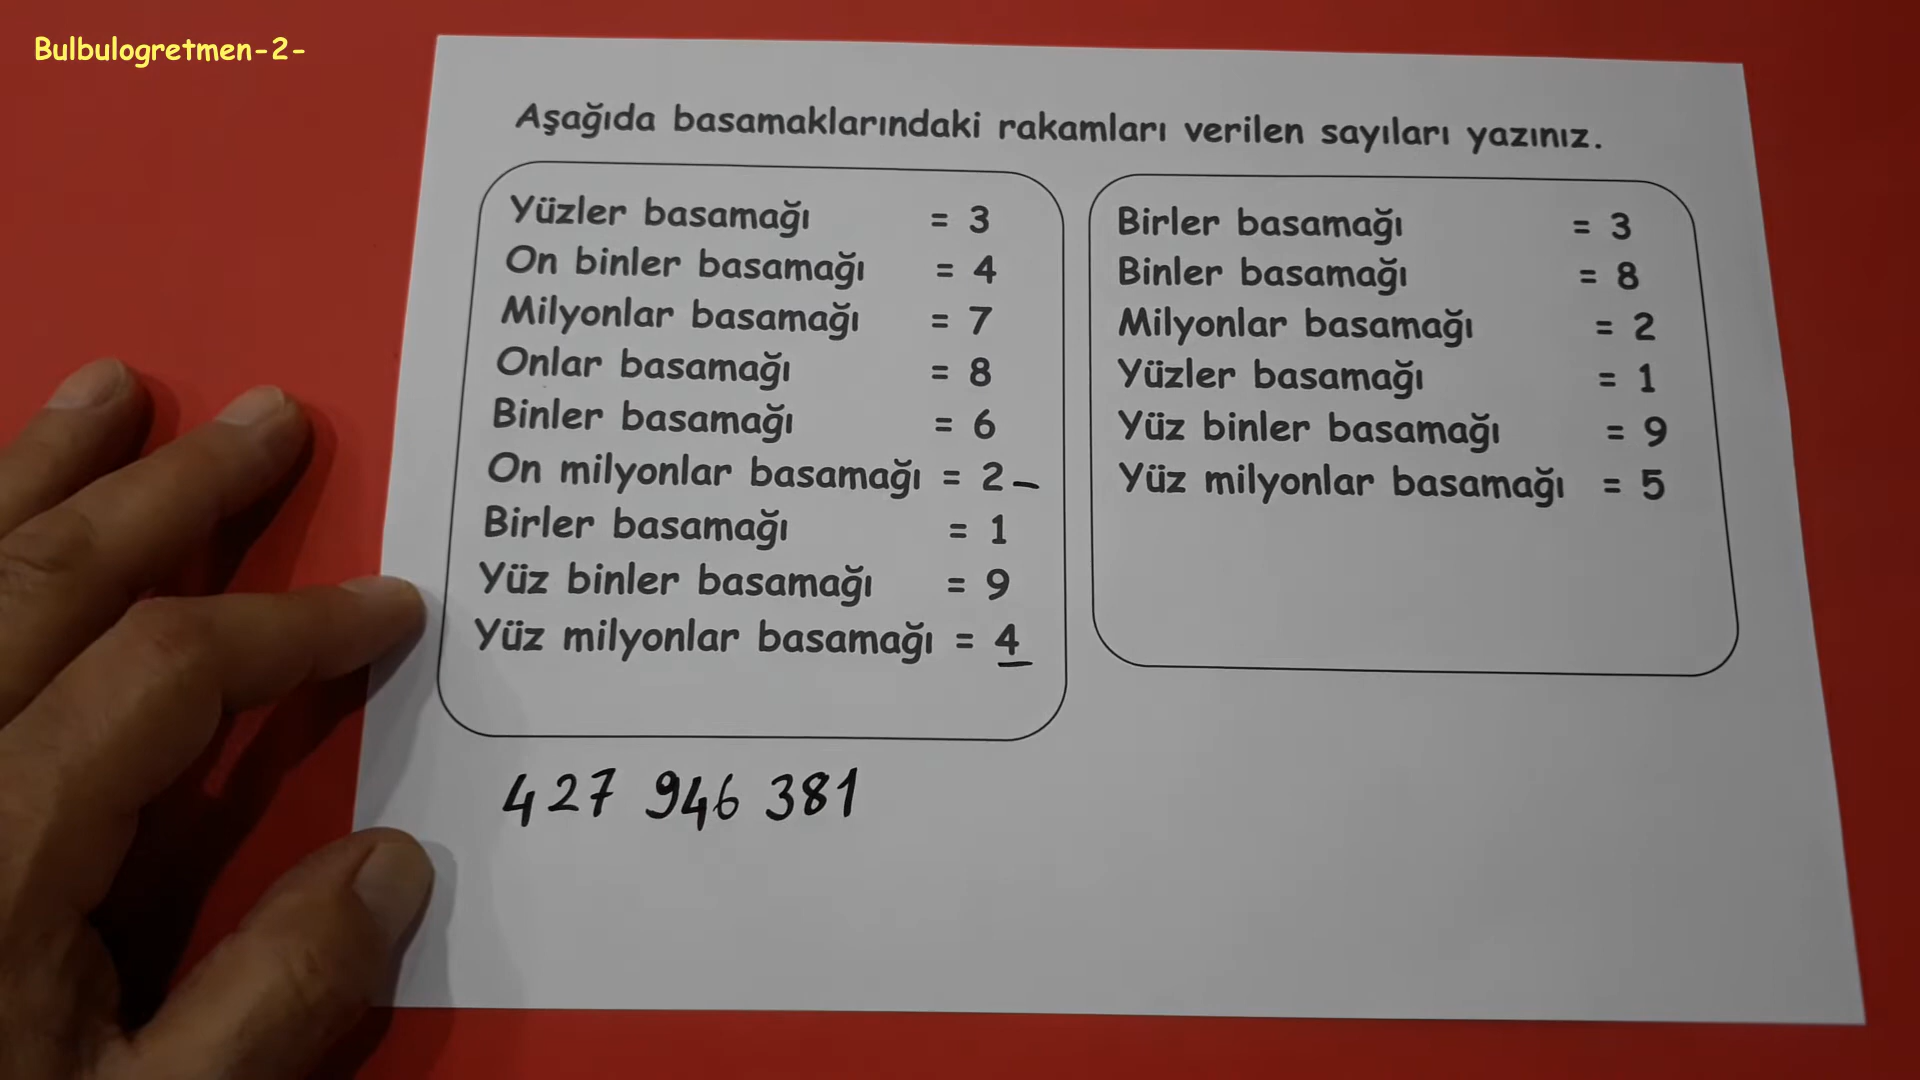 Bulbulogretmen-2-
Aşağıda basamaklarındaki rakamları verilen sayıları yazınız.
Yüzler basamağı = 3
On binler basamağı = 4
Milyonlar basamağı = 7
Onlar basamağı = 8
Binler basamağı = 6
On milyonlar basamağı = 2
Birler basamağı = 1
Yüz binler basamağı = 9
Yüz milyonlar basamağı = 4
Birler basamağı = 3
Binler basamağı = 8
Milyonlar basamağı = 2
Yüzler basamağı = 1
Yüz binler basamağı = 9
Yüz milyonlar basamağı = 5
427 946 381